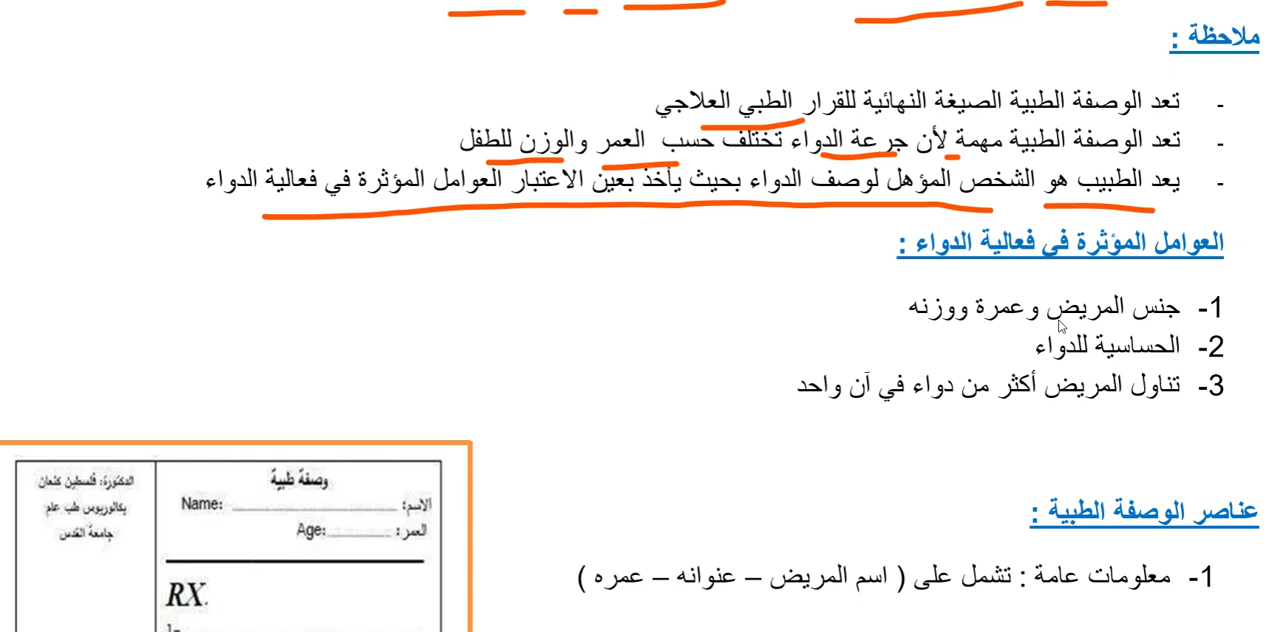 ملاحظة :
- تعد الوصفة الطبية الصيغة النهائية للقرار الطبي العلاجي
- تعد الوصفة الطبية مهمة لأن جرعة الدواء تختلف حسب العمر والوزن للطفل
- يعد الطبيب هو الشخص المؤهل لوصف الدواء بحيث يأخذ بعين الاعتبار العوامل المؤثرة في فعالية الدواء
العوامل المؤثرة في فعالية الدواء :
1- جنس المريض وعمرة ووزنه
2- الحساسية للدواء
3- تناول المريض أكثر من دواء في آن واحد
عناصر الوصفة الطبية :
1- معلومات عامة : تشمل على ( اسم المريض – عنوانه – عمره )
وصفة طبية
الاسم: ........ Name:
العمر: ........ Age:
RX.
1-
الدكتورة: فلسطين كنعان
بكالوريوس طب عام
جامعة القدس